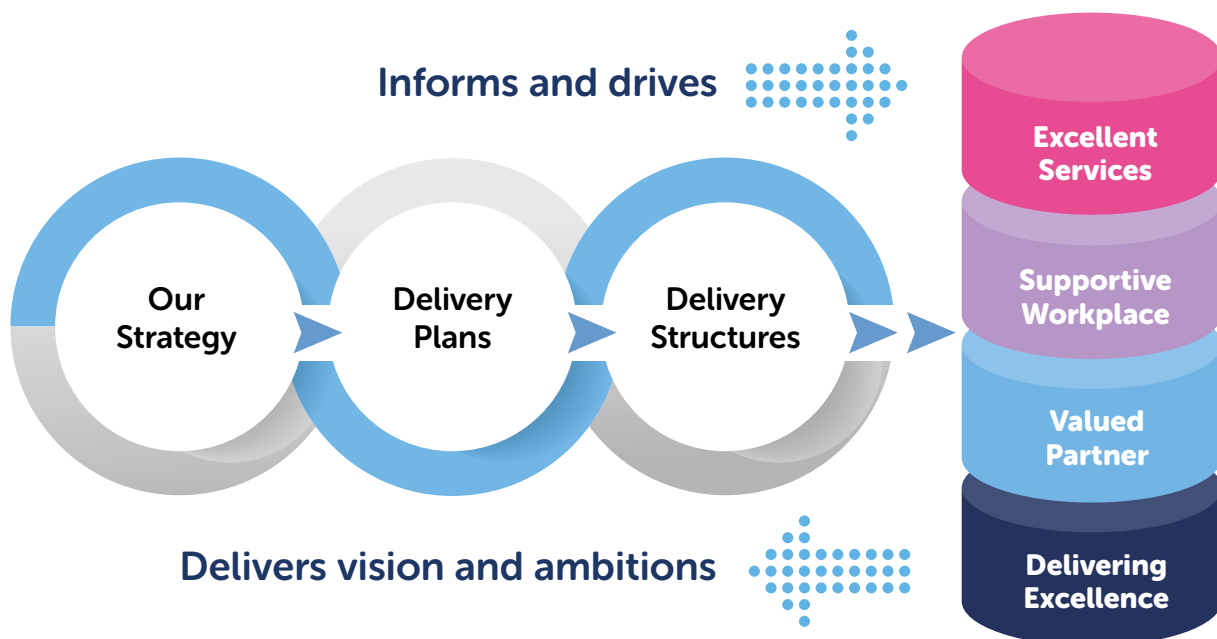 Informs and drives
Our
Strategy
Delivery
Plans
Delivery
Structures
Delivers vision and ambitions
Excellent
Services
Supportive
Workplace
Valued
Partner
Delivering
Excellence